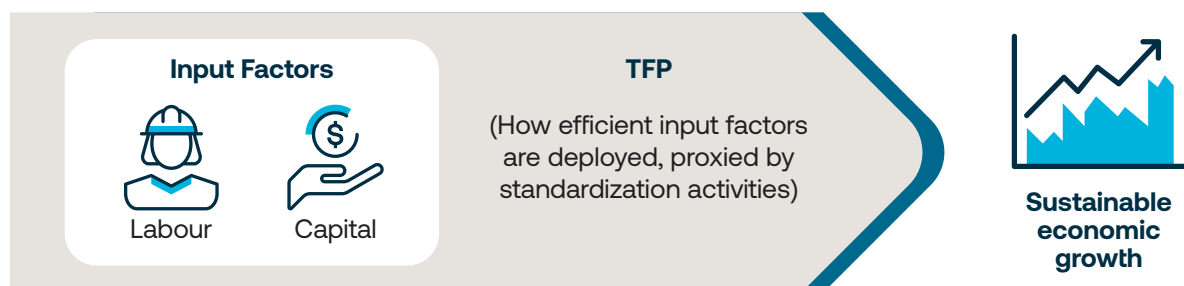 Input Factors
$
Labour
Capital
TFP
(How efficient input factors
are deployed, proxied by
standardization activities)
Sustainable
economic
growth